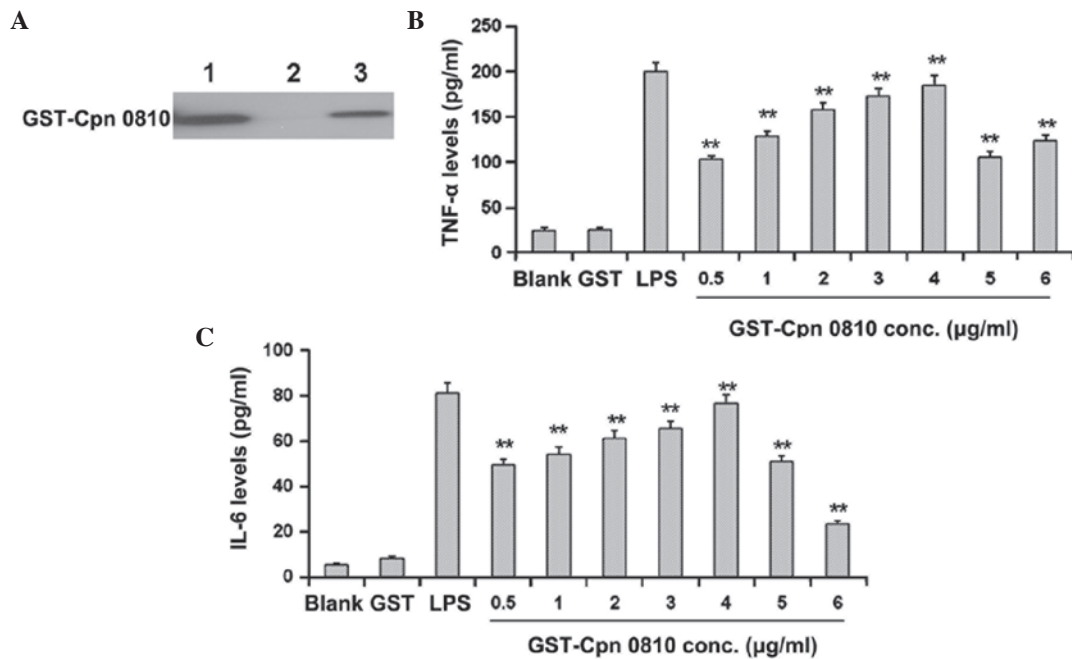 A
1 2 3
GST-Cpn 0810
B
TNF-α levels (pg/ml)
250
200
150
100
50
0
** ** ** ** ** ** **
Blank GST LPS 0.5 1 2 3 4 5 6
GST-Cpn 0810 conc. (µg/ml)
C
IL-6 levels (pg/ml)
100
80
60
40
20
0
** ** ** ** ** ** **
Blank GST LPS 0.5 1 2 3 4 5 6
GST-Cpn 0810 conc. (µg/ml)